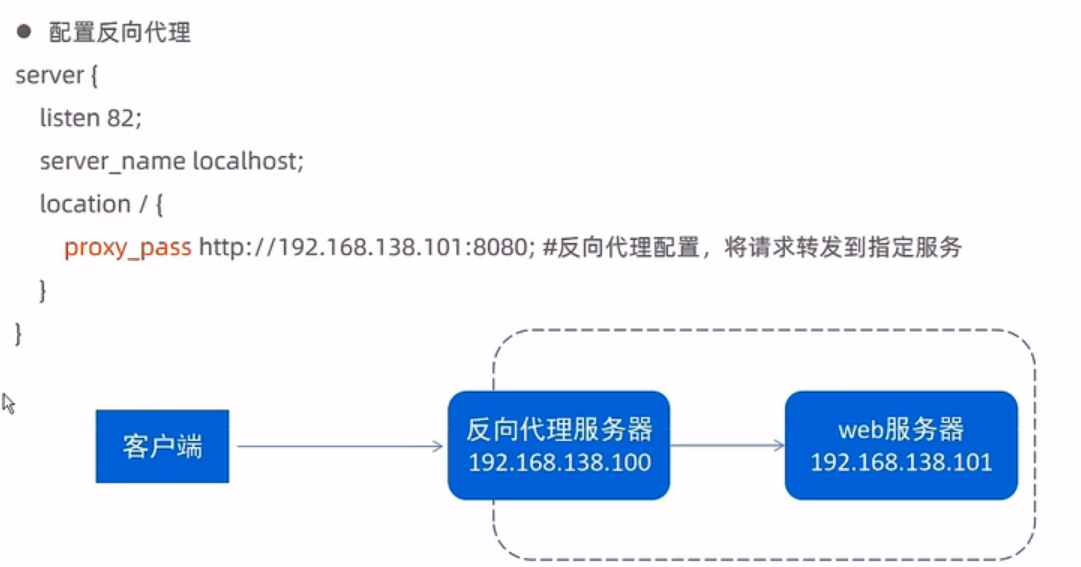 ● 配置反向代理
server {
listen 82;
server_name localhost;
location / {
proxy_pass http://192.168.138.101:8080; #反向代理配置，将请求转发到指定服务
}
}
客户端
反向代理服务器
192.168.138.100
web服务器
192.168.138.101